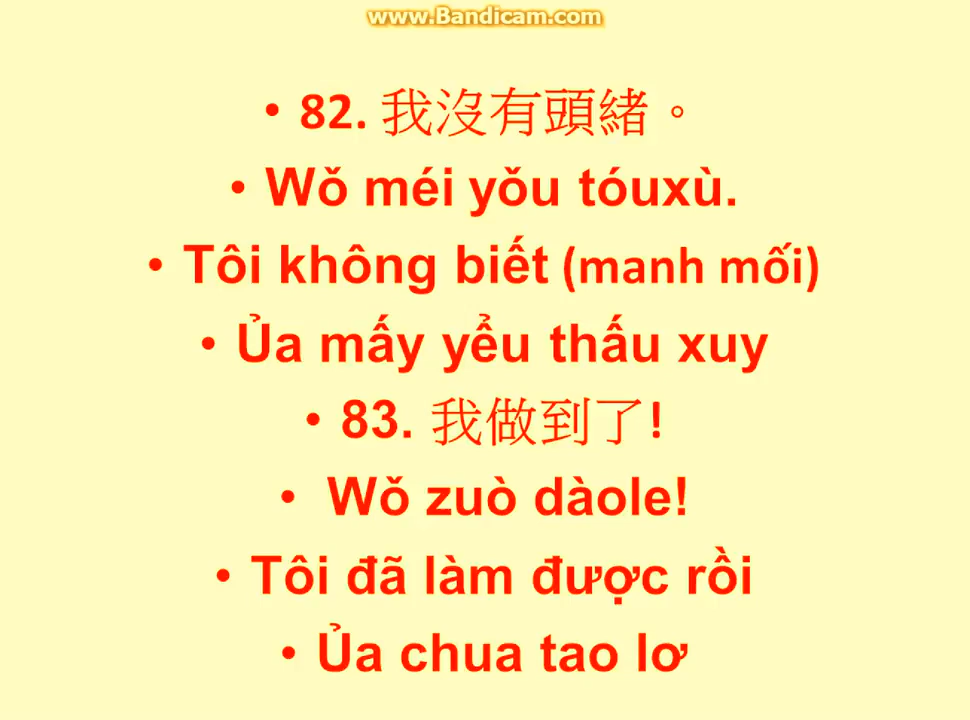 www.Bandicam.com
• 82. 我沒有頭緒。
• Wǒ méi yǒu tóuxù.
• Tôi không biết (manh mối)
• Ủa mấy yểu thấu xuy
• 83. 我做到了!
• Wǒ zuò dàole!
• Tôi đã làm được rồi
• Ủa chua tao lơ